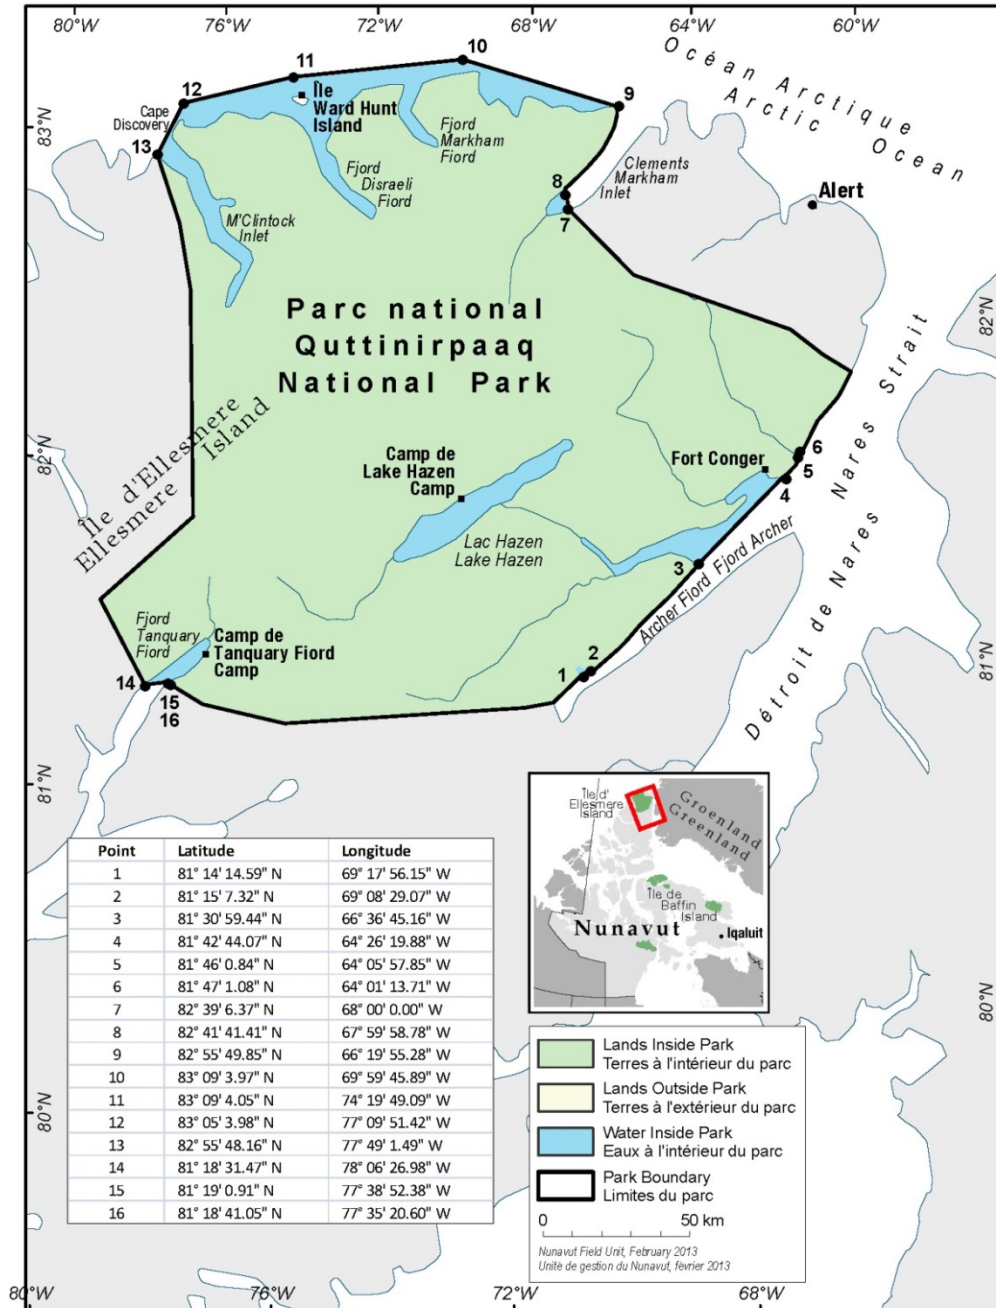 80°W 76°W 72°W 68°W 64°W 60°W
83°N
82°N
81°N
80°N
82°N
81°N
80°N
80°W 76°W 72°W 68°W
Océan Arctique
Arctic Ocean
10
11
12
9
13
8
7
Île
Ward Hunt
Island
Cape
Discovery
Fjord
Markham
Fiord
Fjord
Disraeli
Fiord
M'Clintock
Inlet
Clements
Markham
Inlet
Alert
Parc national
Quttinirpaaq
National Park
Île d'Ellesmere
Ellesmere Island
Camp de
Lake Hazen
Camp
Lac Hazen
Lake Hazen
Fort Conger
6
5
4
3
2
1
Archer Fiord Fjord Archer
Détroit de Nares Nares Strait
Fjord
Tanquary
Fiord
Camp de
Tanquary Fiord
Camp
14
15
16
Point Latitude Longitude
1 81° 14' 14.59" N 69° 17' 56.15" W
2 81° 15' 7.32" N 69° 08' 29.07" W
3 81° 30' 59.44" N 66° 36' 45.16" W
4 81° 42' 44.07" N 64° 26' 19.88" W
5 81° 46' 0.84" N 64° 05' 57.85" W
6 81° 47' 1.08" N 64° 01' 13.71" W
7 82° 39' 6.37" N 68° 00' 0.00" W
8 82° 41' 41.41" N 67° 59' 58.78" W
9 82° 55' 49.85" N 66° 19' 55.28" W
10 83° 09' 3.97" N 69° 59' 45.89" W
11 83° 09' 4.05" N 74° 19' 49.09" W
12 83° 05' 3.98" N 77° 09' 51.42" W
13 82° 55' 48.16" N 77° 49' 1.49" W
14 81° 18' 31.47" N 78° 06' 26.98" W
15 81° 19' 0.91" N 77° 38' 52.38" W
16 81° 18' 41.05" N 77° 35' 20.60" W
Île d'
Ellesmere
Island
Groenland
Greenland
Île de
Baffin
Island
Nunavut
Iqaluit
Lands Inside Park
Terres à l'intérieur du parc
Lands Outside Park
Terres à l'extérieur du parc
Water Inside Park
Eaux à l'intérieur du parc
Park Boundary
Limites du parc
0 50 km
Nunavut Field Unit, February 2013
Unité de gestion du Nunavut, février 2013